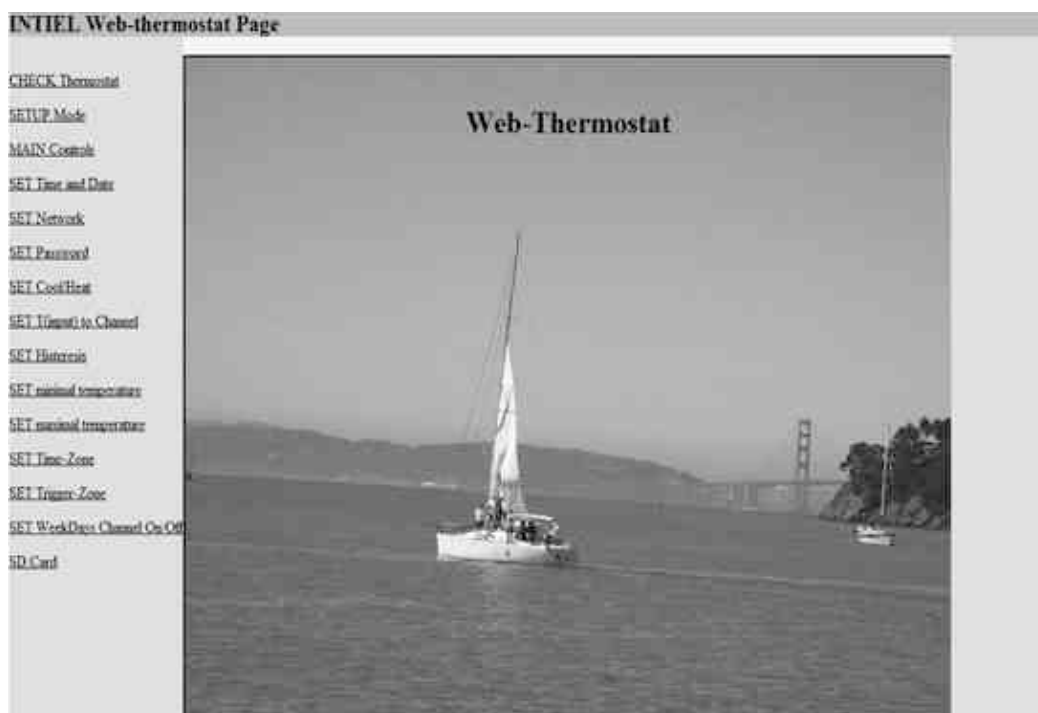 INTIEL Web-thermostat Page
CHECK Thermostat
SETUP Mode
MAIN Controls
SET Time and Date
SET Network
SET Password
SET Cool/Heat
SET T(input) to Channel
SET Histeresis
SET minimal temperature
SET maximal temperature
SET Time-Zone
SET Trigger-Zone
SET WeekDays Channel On Off
SD Card
Web-Thermostat